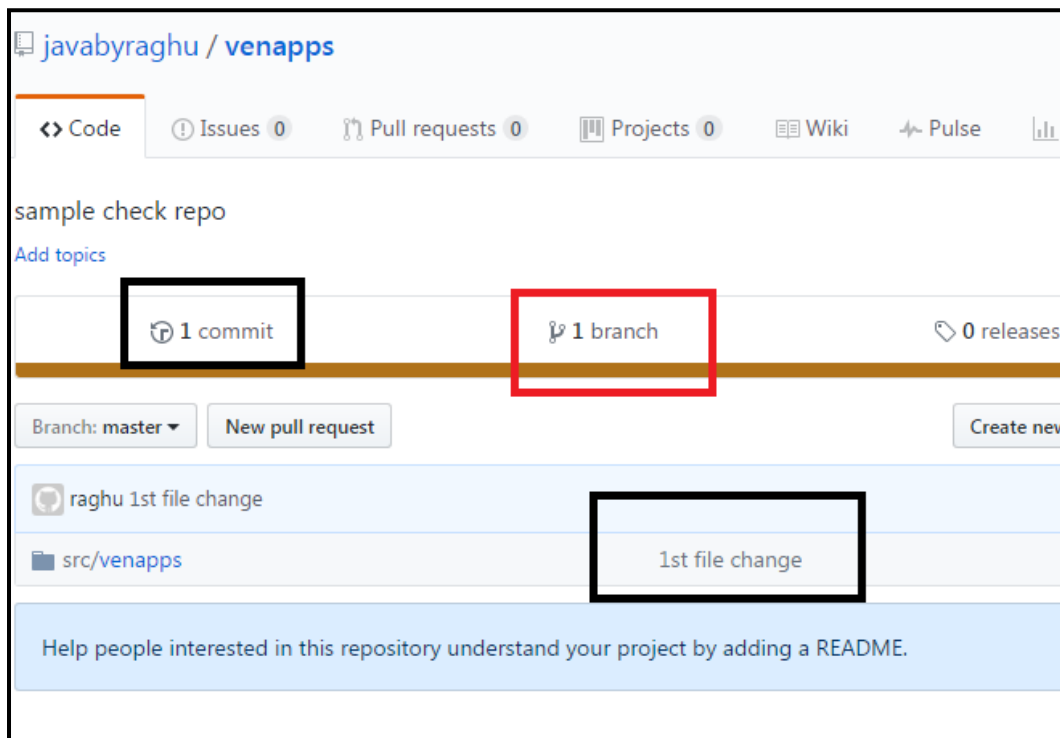 javabyraghu / venapps
Code Issues 0 Pull requests 0 Projects 0 Wiki Pulse
sample check repo
Add topics
1 commit 1 branch 0 releases
Branch: master New pull request Create new
raghu 1st file change
src/venapps 1st file change
Help people interested in this repository understand your project by adding a README.